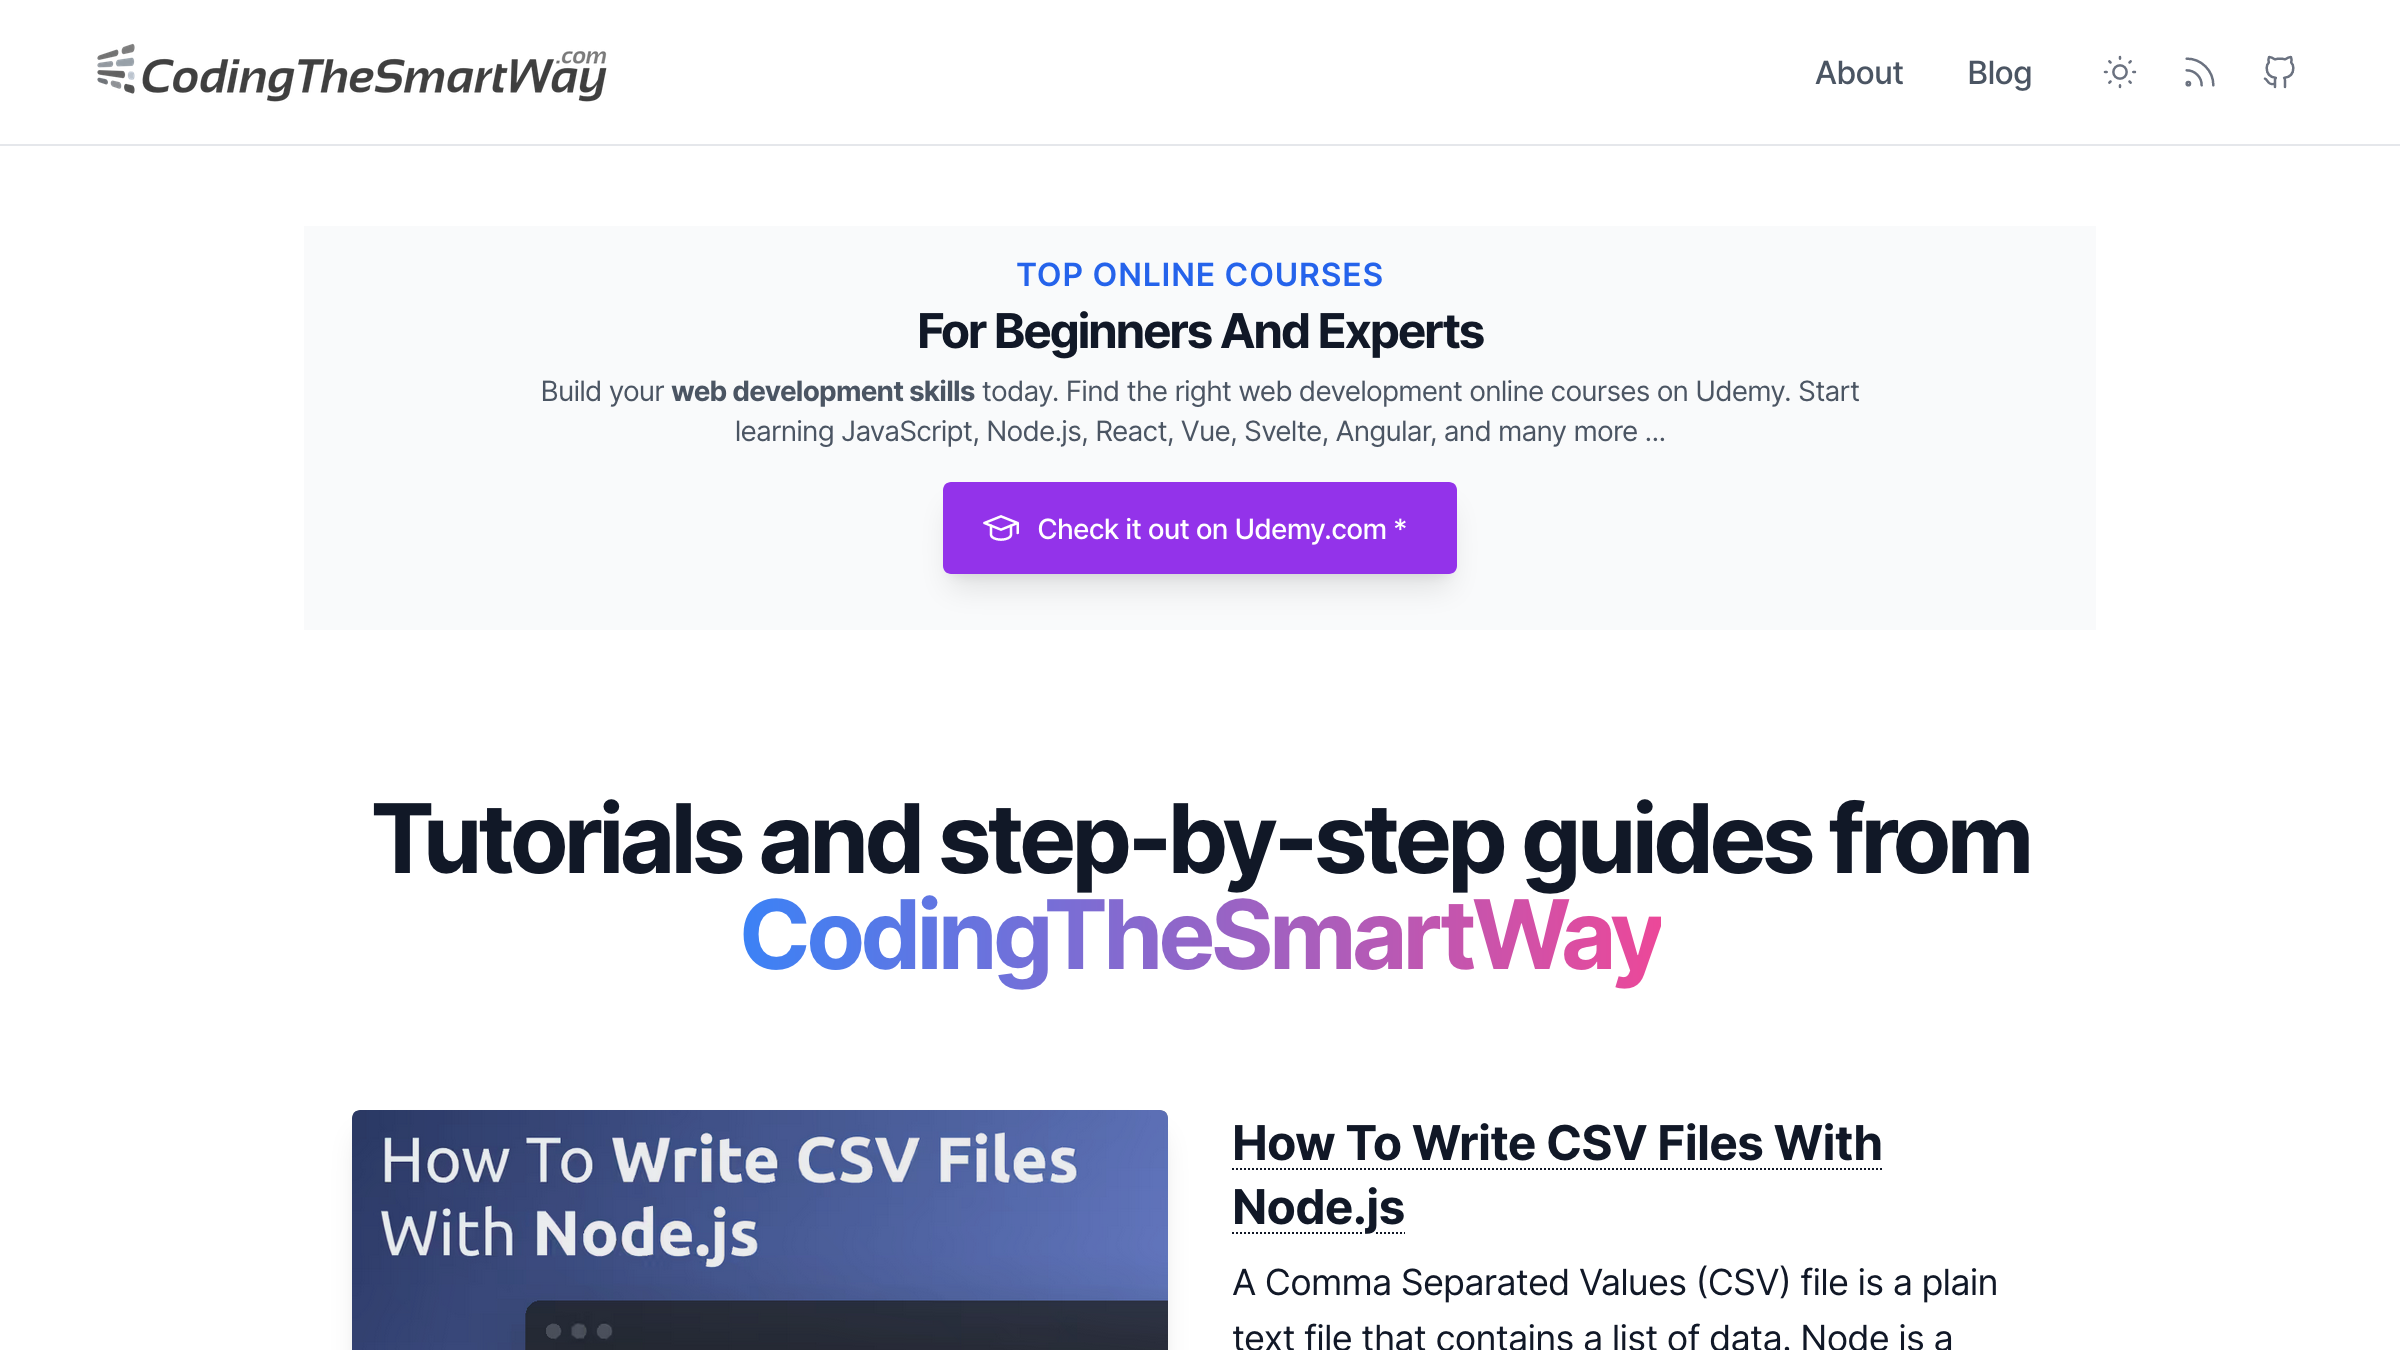 CodingTheSmartWay.com
About
Blog
TOP ONLINE COURSES
For Beginners And Experts
Build your web development skills today. Find the right web development online courses on Udemy. Start
learning JavaScript, Node.js, React, Vue, Svelte, Angular, and many more ...
Check it out on Udemy.com *
Tutorials and step-by-step guides from
CodingTheSmartWay
How To Write CSV Files
With Node.js
How To Write CSV Files With
Node.js
A Comma Separated Values (CSV) file is a plain
text file that contains a list of data. Node is a